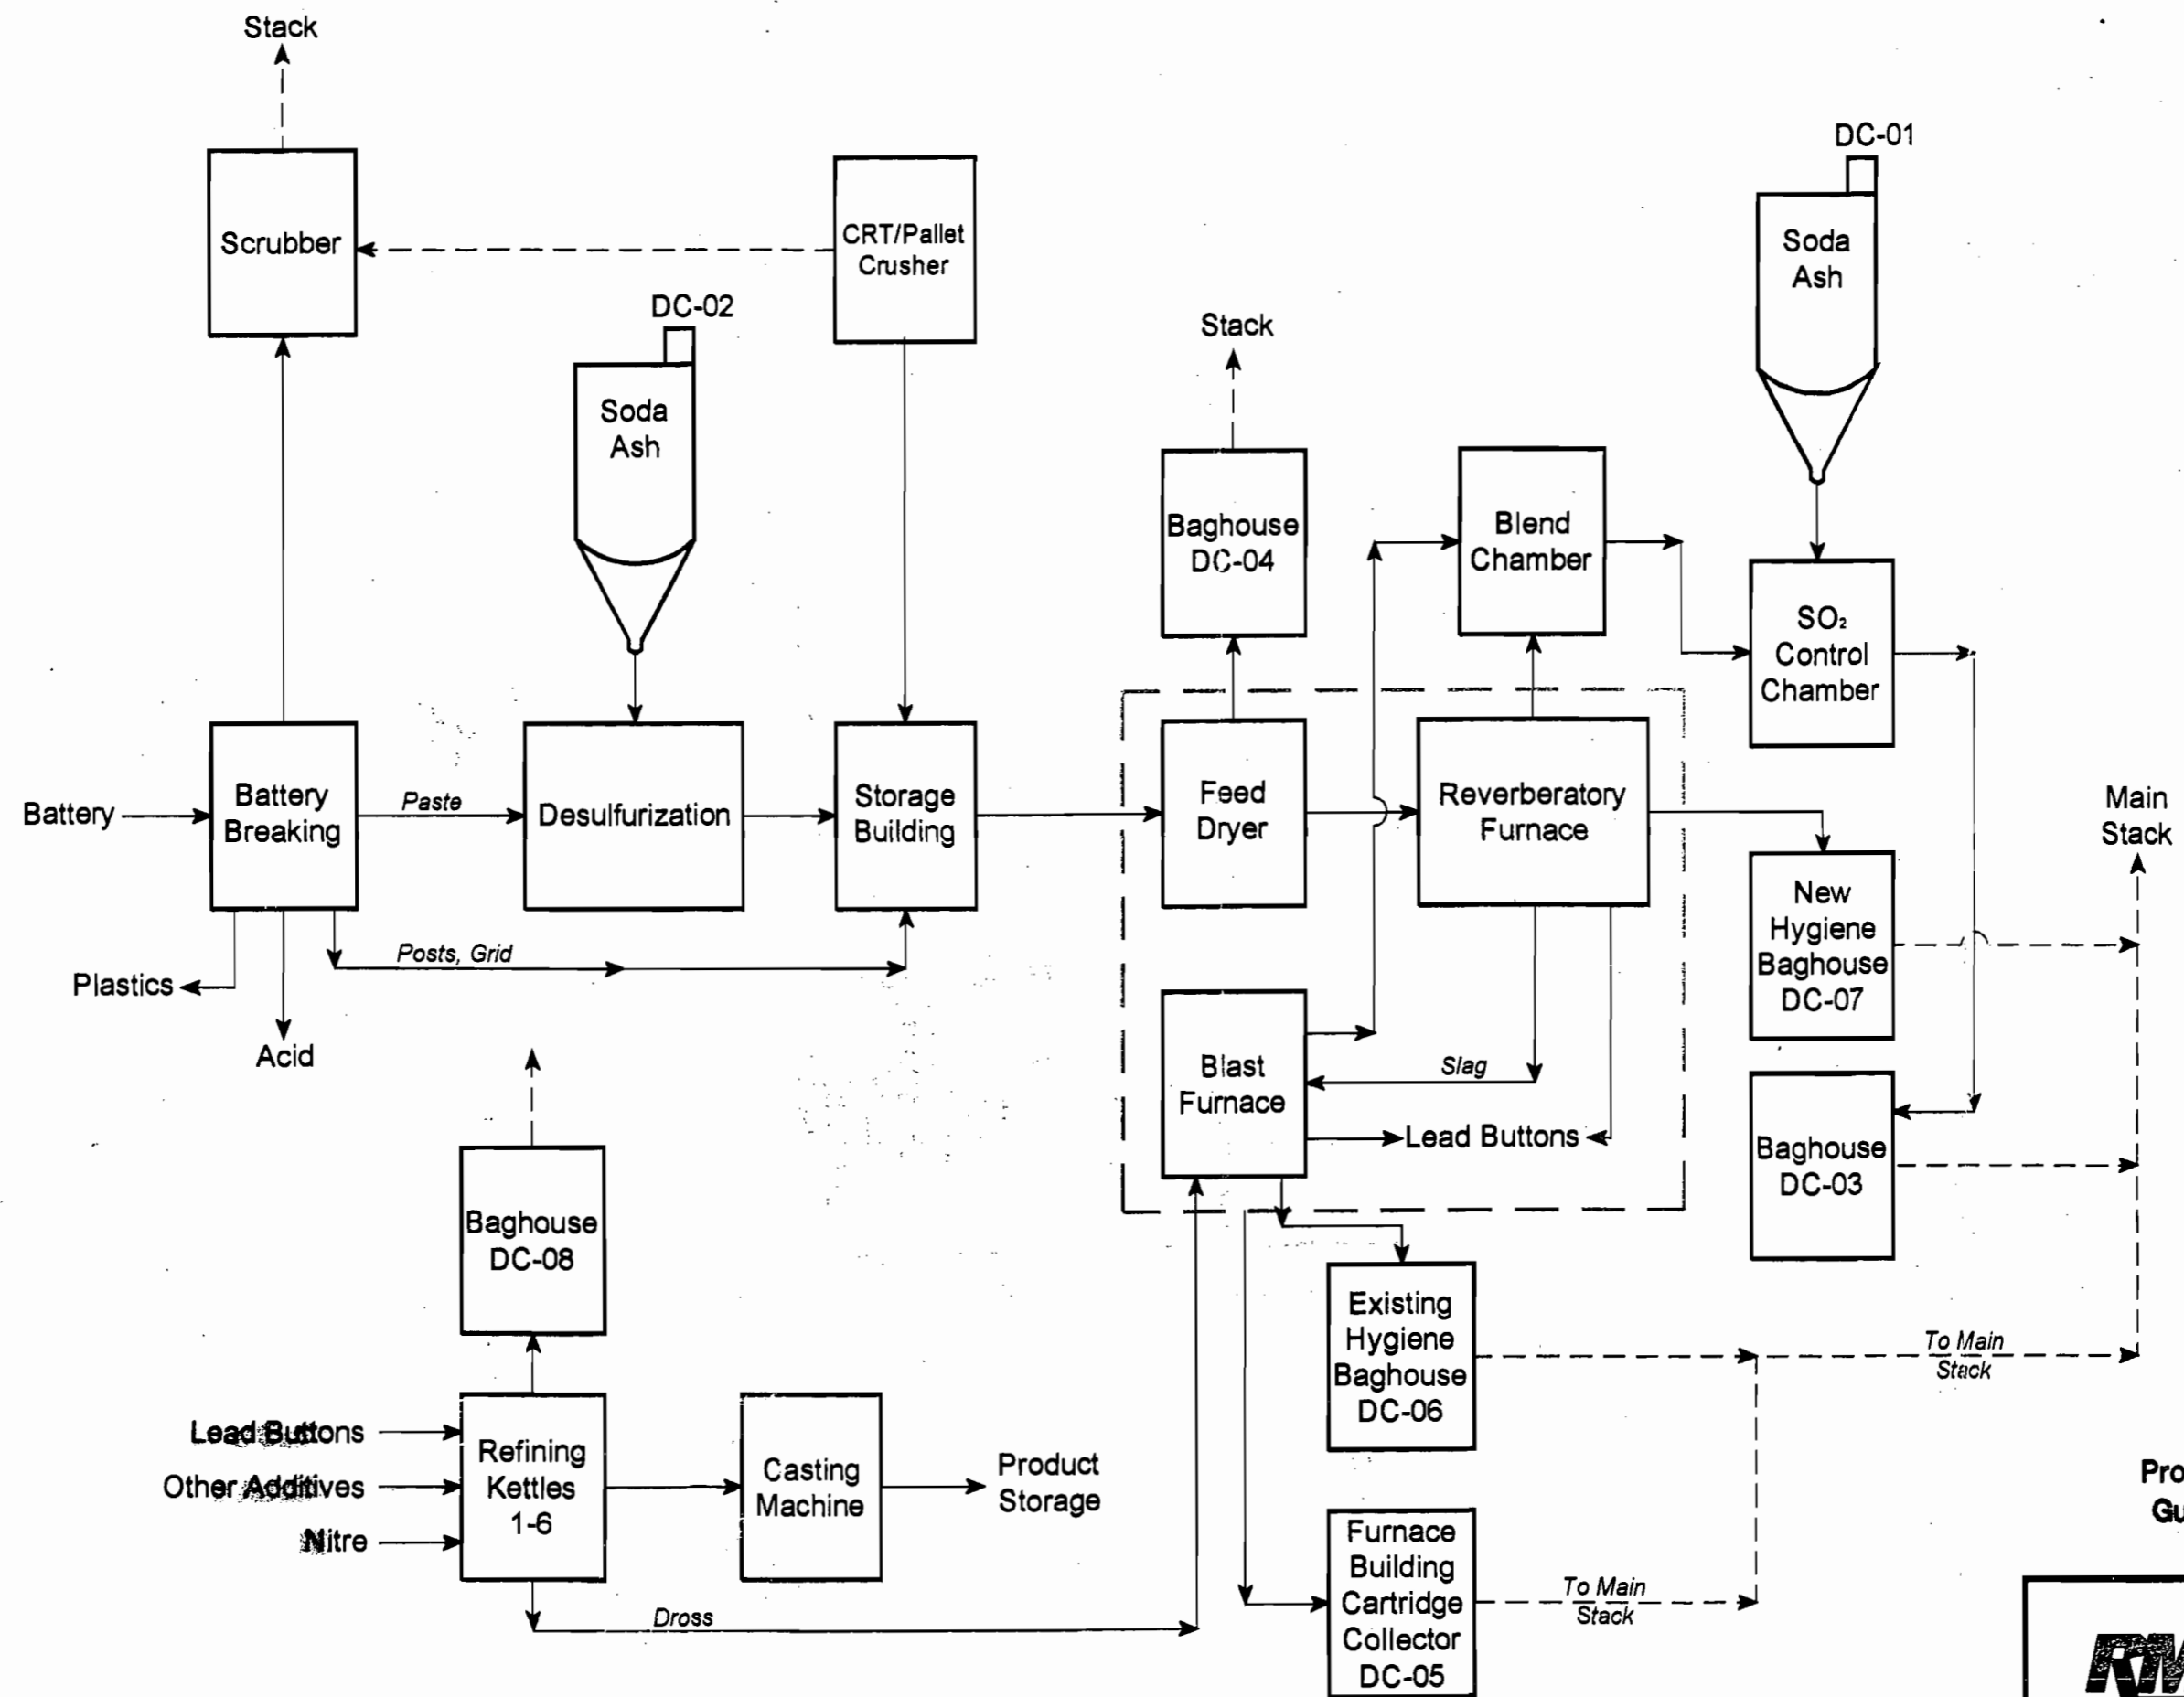 Stack
DC-01
Scrubber
CRT/Pallet
Crusher
Soda
Ash
DC-02
Stack
Soda
Ash
Baghouse
DC-04
Blend
Chamber
SO₂
Control
Chamber
Battery
Battery
Breaking
Paste
Desulfurization
Storage
Building
Feed
Dryer
Reverberatory
Furnace
Main
Stack
New
Hygiene
Baghouse
DC-07
Posts, Grid
Plastics
Acid
Blast
Furnace
Slag
Lead Buttons
Baghouse
DC-03
Baghouse
DC-08
Existing
Hygiene
Baghouse
DC-06
To Main
Stack
Lead Buttons
Other Additives
Nitre
Refining
Kettles
1-6
Casting
Machine
Product
Storage
Furnace
Building
Cartridge
Collector
DC-05
To Main
Stack
Dross
Pro
Gu
RM